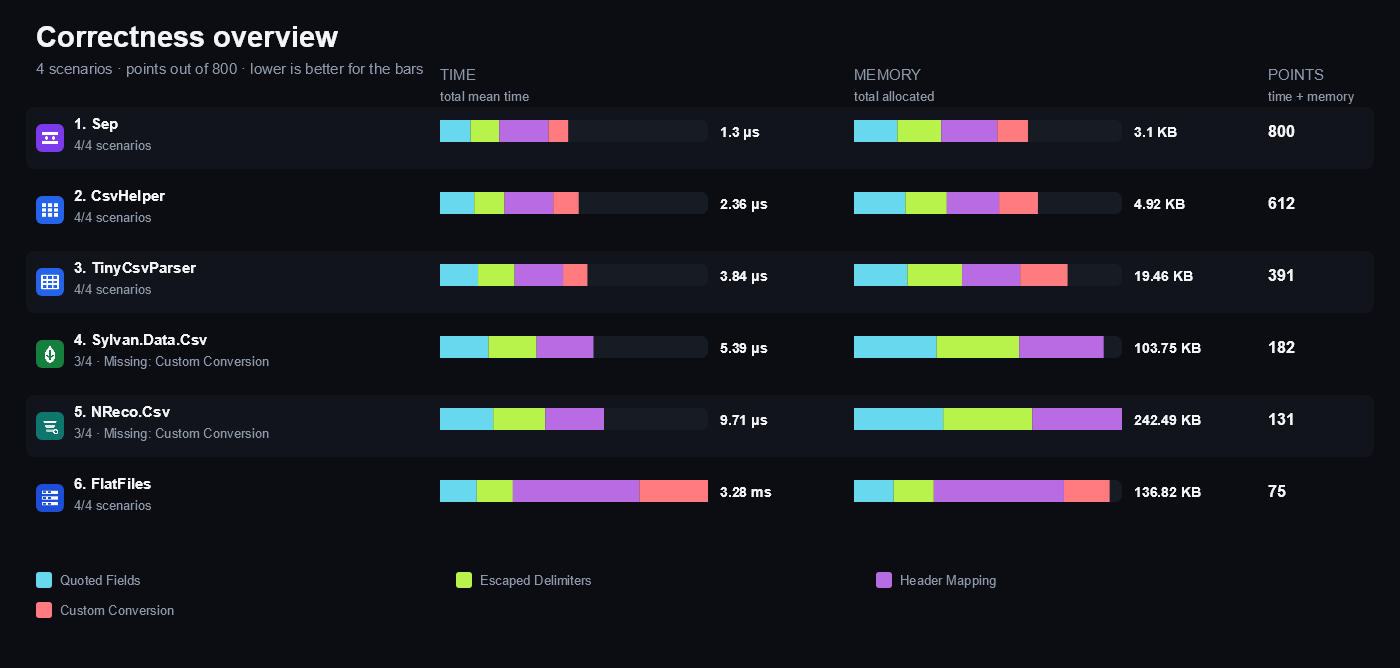 Correctness overview
4 scenarios · points out of 800 · lower is better for the bars
TIME
total mean time
MEMORY
total allocated
POINTS
time + memory
1. Sep
4/4 scenarios
1.3 µs
3.1 KB
800
2. CsvHelper
4/4 scenarios
2.36 µs
4.92 KB
612
3. TinyCsvParser
4/4 scenarios
3.84 µs
19.46 KB
391
4. Sylvan.Data.Csv
3/4 · Missing: Custom Conversion
5.39 µs
103.75 KB
182
5. NReco.Csv
3/4 · Missing: Custom Conversion
9.71 µs
242.49 KB
131
6. FlatFiles
4/4 scenarios
3.28 ms
136.82 KB
75
Quoted Fields
Escaped Delimiters
Header Mapping
Custom Conversion